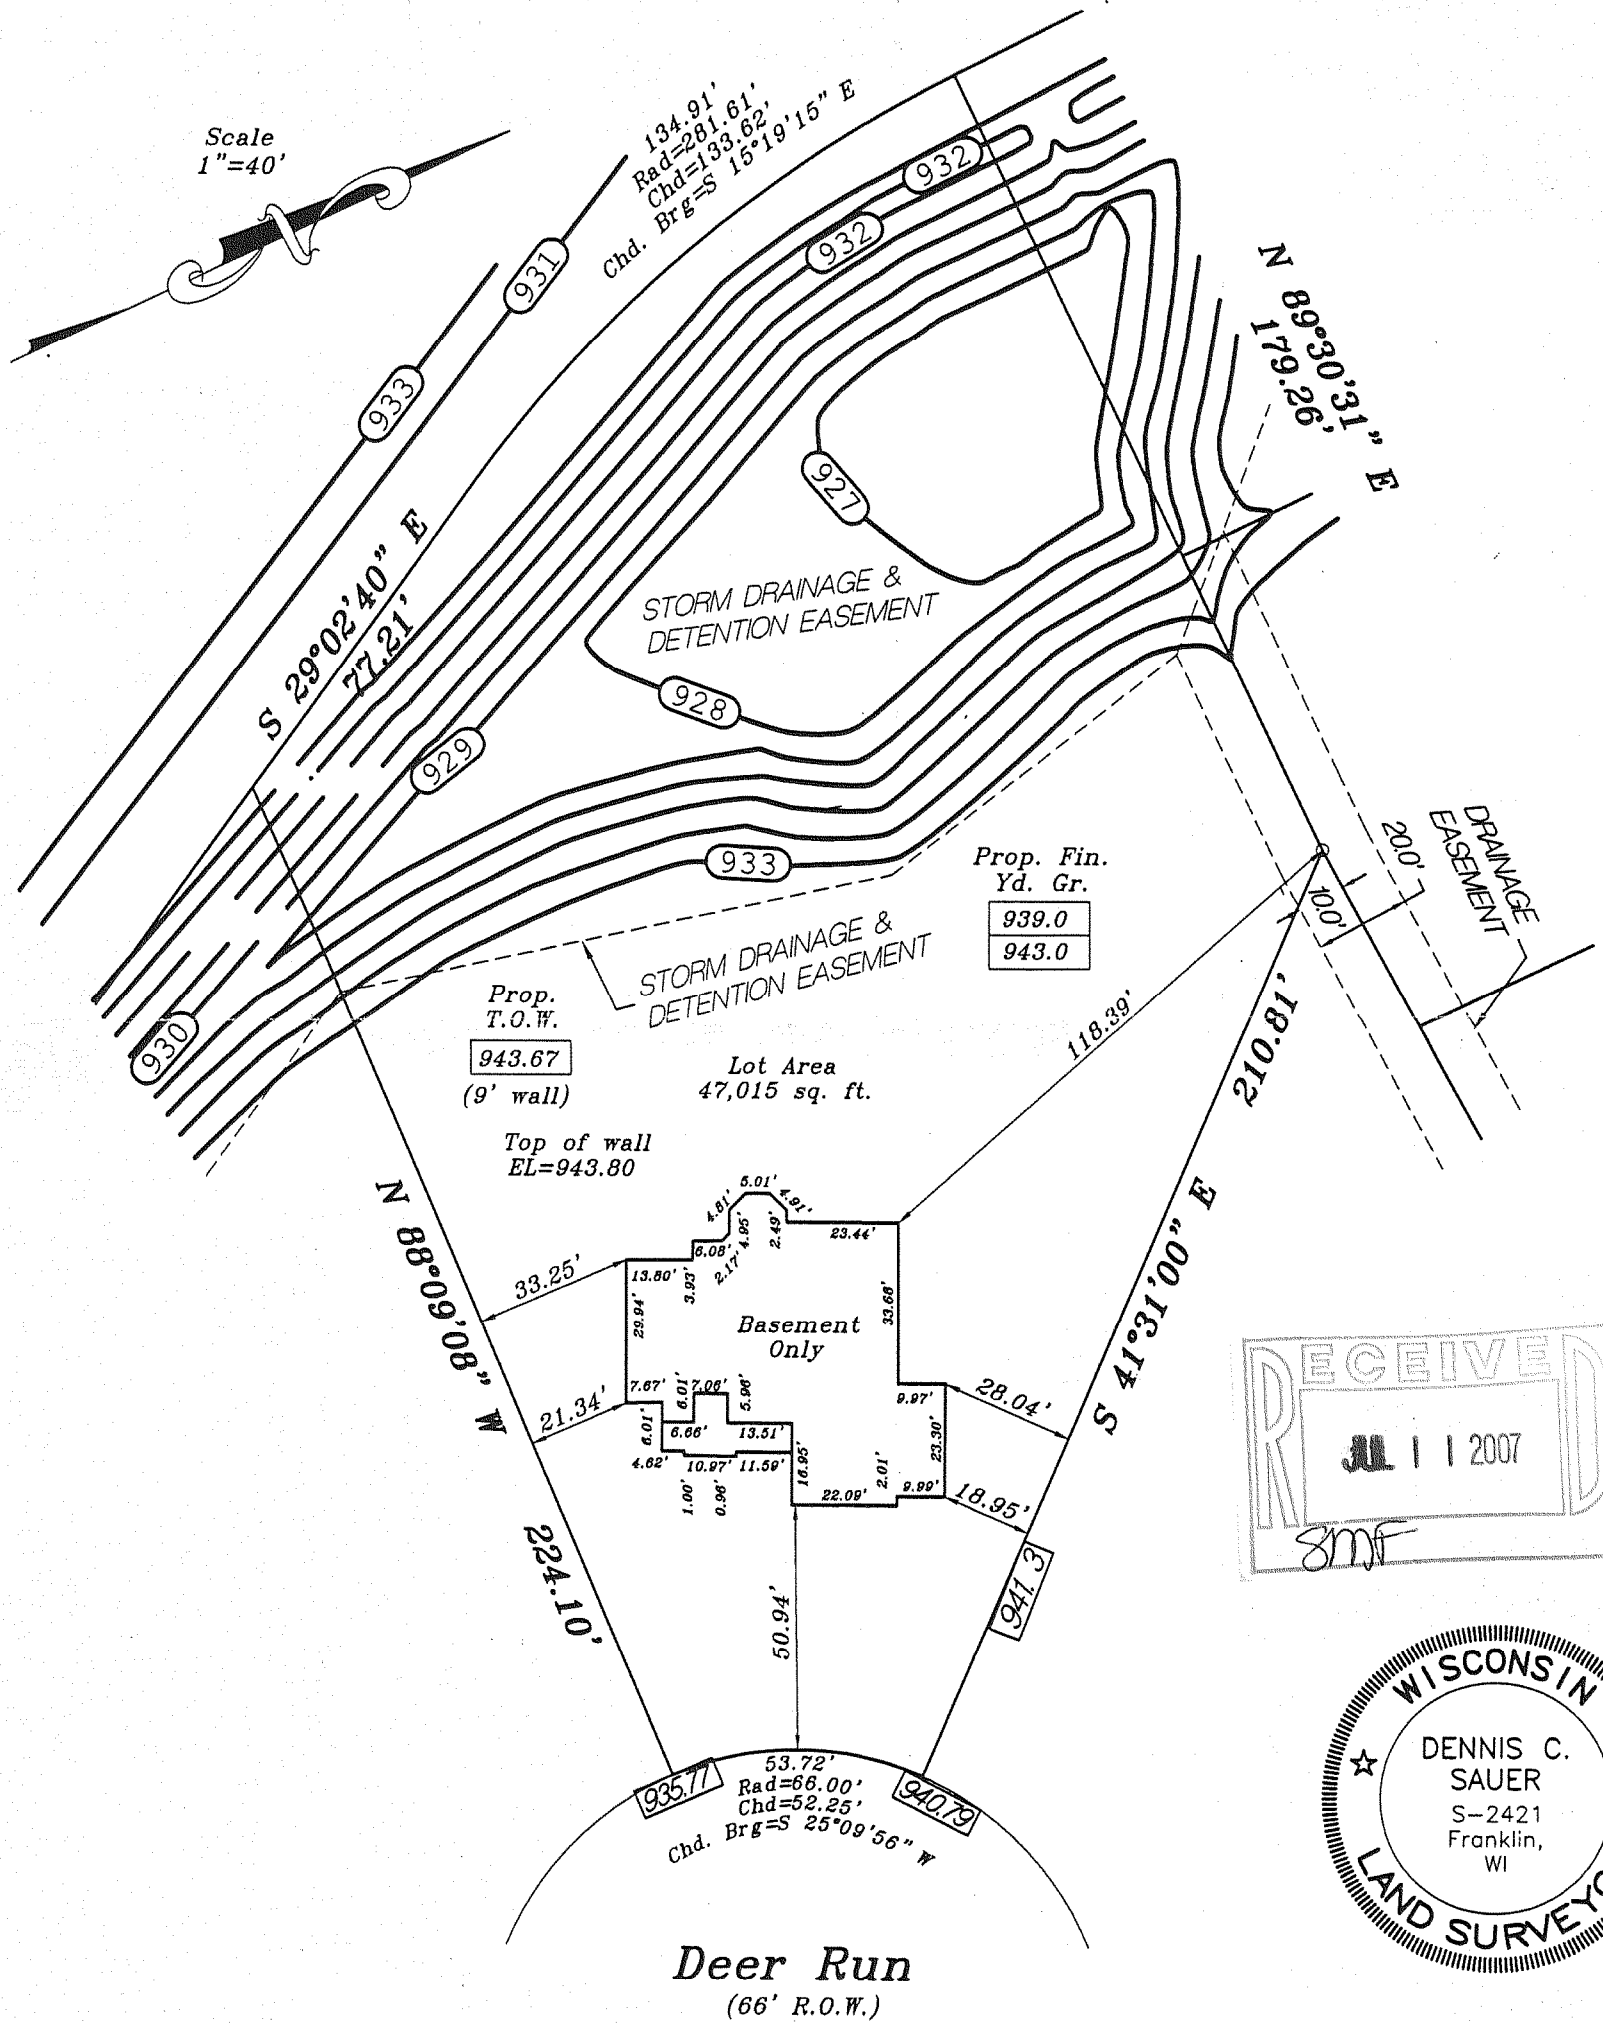 Scale
1"=40'
134.91'
Rad=281.61'
Chd=133.62'
Chd. Brg=S 15°19'15" E
932
932
931
933
N 89°30'31" E
179.26'
927
S 29°02'40" E
77.21'
STORM DRAINAGE &
DETENTION EASEMENT
928
929
933
930
Prop. Fin.
Yd. Gr.
939.0
943.0
20.0'
10.0'
DRAINAGE
EASEMENT
STORM DRAINAGE &
DETENTION EASEMENT
Prop.
T.O.W.
943.67
(9' wall)
Lot Area
47,015 sq. ft.
118.39'
Top of wall
EL=943.80
S 41°31'00" E
210.81'
N 88°09'08" W
224.10'
33.25'
21.34'
5.01'
4.81'
4.91'
4.95'
2.49'
23.44'
6.08'
2.17'
13.80'
3.93'
29.94'
33.68'
Basement
Only
7.67'
6.01'
7.06'
5.96'
9.97'
28.04'
6.01'
6.66'
13.51'
23.30'
4.62'
10.97'
11.59'
16.95'
2.01'
1.00'
0.96'
22.09'
9.99'
18.95'
50.94'
941.3
RECEIVED
JUL 11 2007
SMF
53.72'
Rad=66.00'
Chd=52.25'
Chd. Brg=S 25°09'56" W
935.77
940.79
WISCONSIN
DENNIS C.
SAUER
S-2421
Franklin,
WI
LAND SURVEYO
Deer Run
(66' R.O.W.)